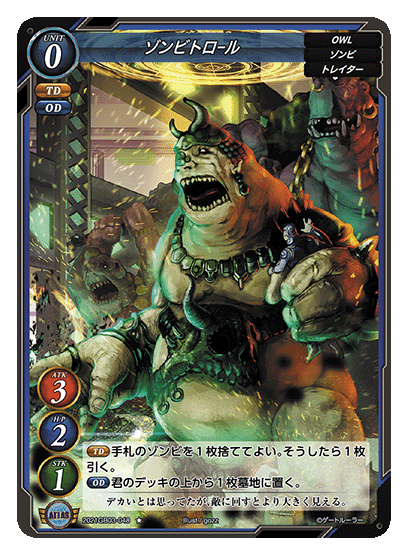 UNIT
0
ゾンビトロール
OWL
ゾンビ
トレイター
TD
OD
ATK
3
H・P
2
STK
1
TD 手札のゾンビを1枚捨ててよい。そうしたら1枚
引く。
OD 君のデッキの上から1枚墓地に置く。
デカいとは思ってたが、敵に回すとより大きく見える。
ATLAS
2021GB03-048 ★
Illust / gozz
©ゲートルーラー